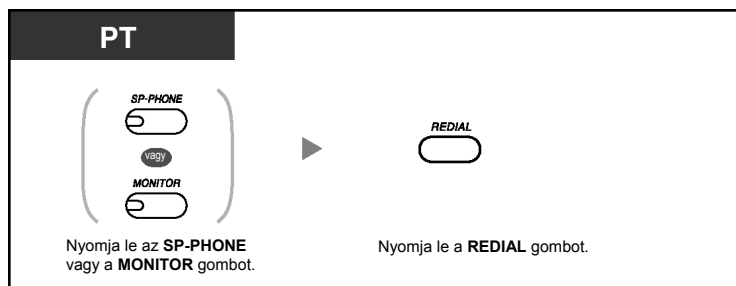 PT
SP-PHONE
vagy
MONITOR
REDIAL
Nyomja le az SP-PHONE
vagy a MONITOR gombot.
Nyomja le a REDIAL gombot.